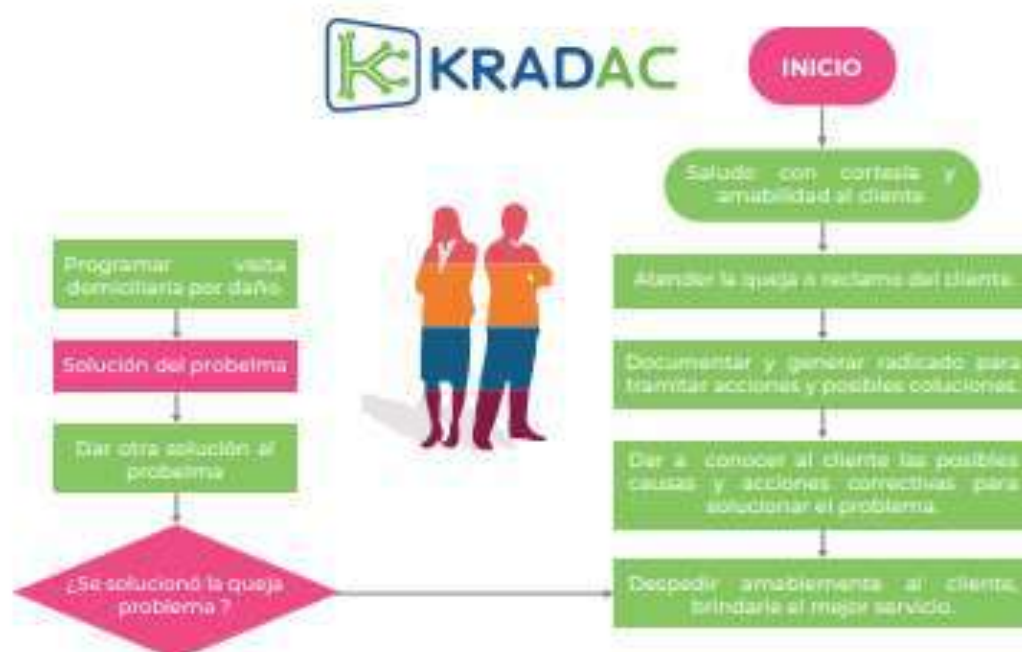 KRADAC
INICIO
Saludo con cortesía y
amabilidad al cliente
Atender la queja o reclamo del cliente.
Documentar y generar radicado para
tramitar acciones y posibles coluciones.
Dar a conocer al cliente las posibles
causas y acciones correctivas para
solucionar el problema.
Despedir amablemente al cliente,
brindarle el mejor servicio.
Programar visita
domiciliaria por daño
Solución del probelma
Dar otra solución al
probelma
¿Se solucionó la queja
problema ?